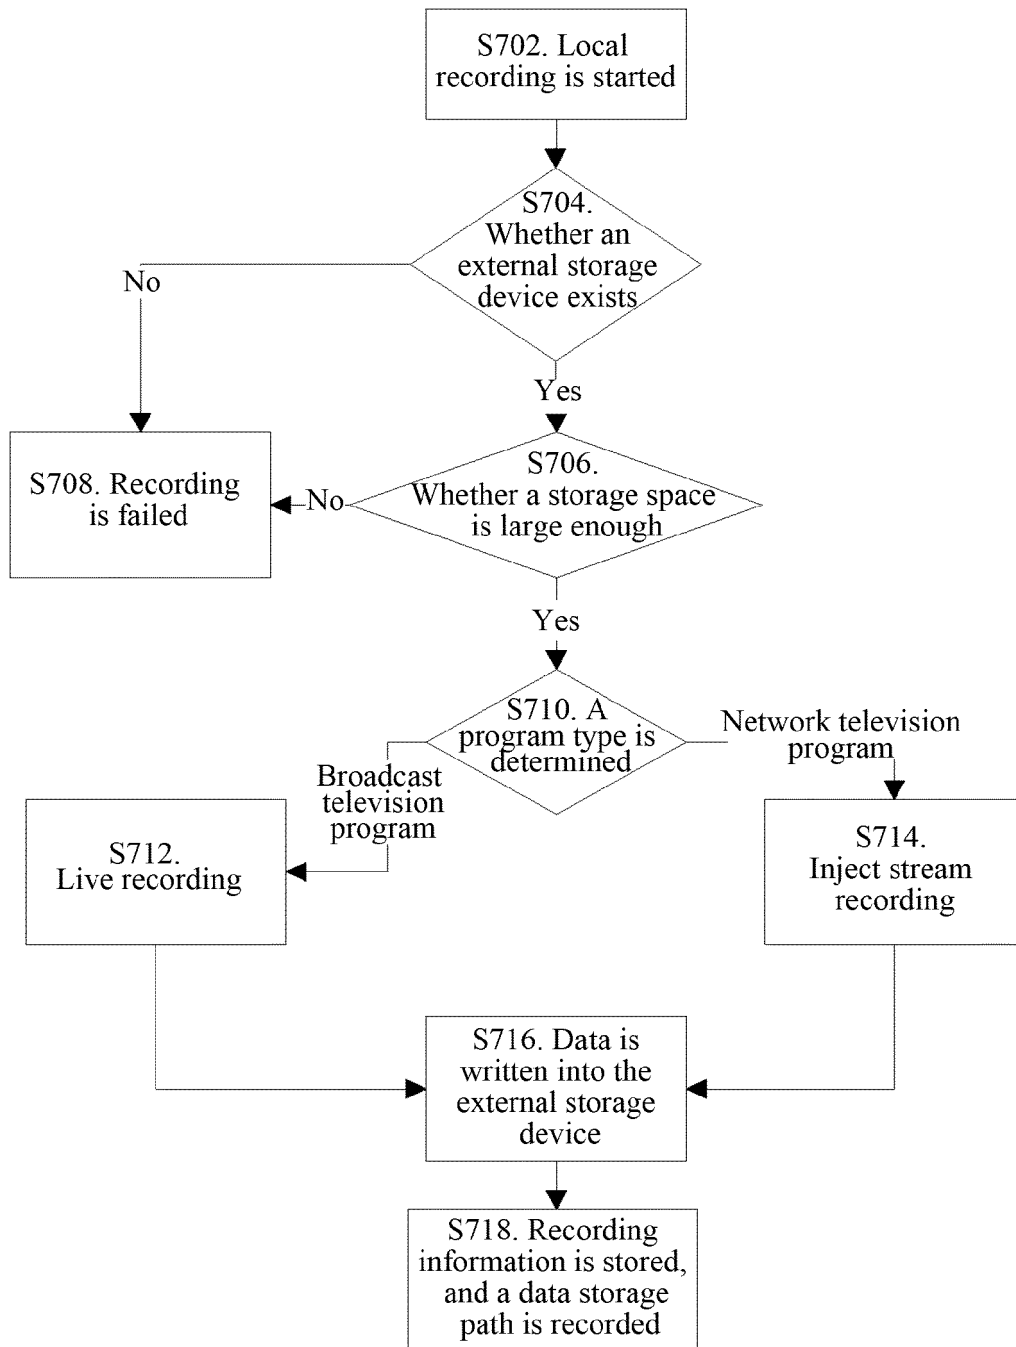 S702. Local
recording is started
S704.
Whether an
external storage
device exists
No
Yes
S708. Recording
is failed
No
S706.
Whether a storage space
is large enough
Yes
S710. A
program type is
determined
Network television
program
Broadcast
television
program
S712.
Live recording
S714.
Inject stream
recording
S716. Data is
written into the
external storage
device
S718. Recording
information is stored,
and a data storage
path is recorded